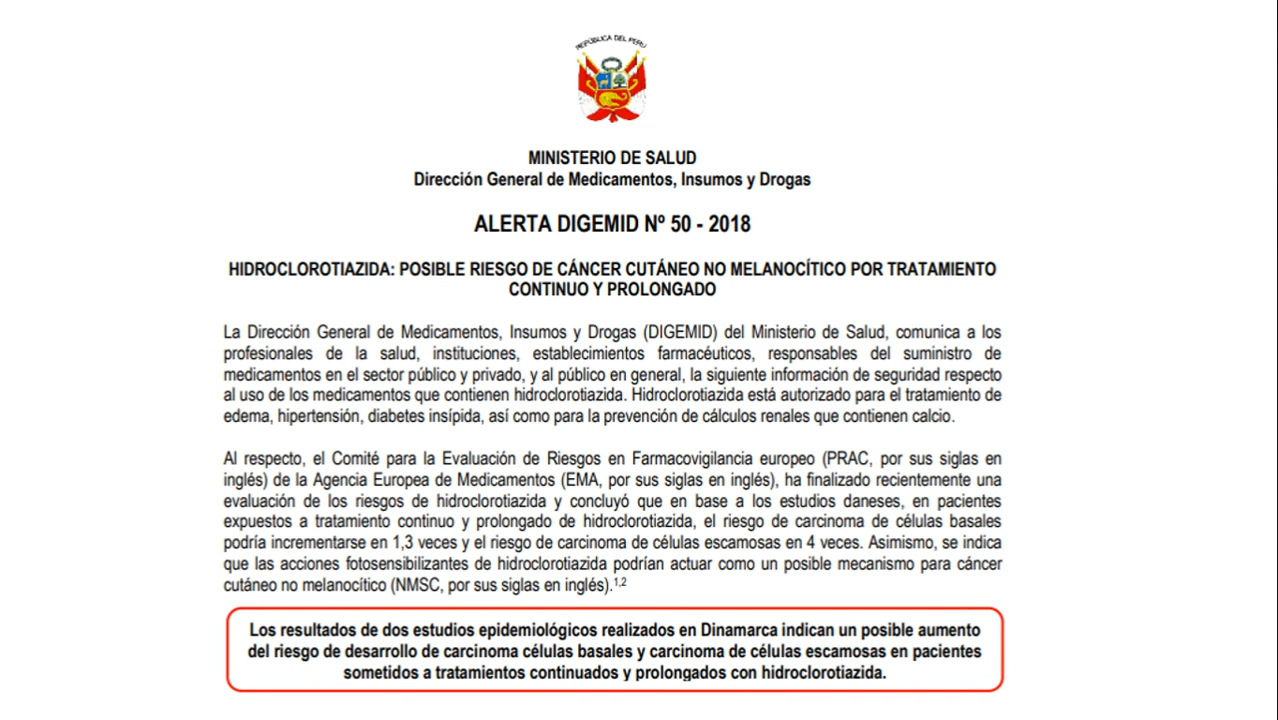 REPÚBLICA DEL PERÚ
MINISTERIO DE SALUD
Dirección General de Medicamentos, Insumos y Drogas
ALERTA DIGEMID Nº 50 - 2018
HIDROCLOROTIAZIDA: POSIBLE RIESGO DE CÁNCER CUTÁNEO NO MELANOCÍTICO POR TRATAMIENTO
CONTINUO Y PROLONGADO
La Dirección General de Medicamentos, Insumos y Drogas (DIGEMID) del Ministerio de Salud, comunica a los
profesionales de la salud, instituciones, establecimientos farmacéuticos, responsables del suministro de
medicamentos en el sector público y privado, y al público en general, la siguiente información de seguridad respecto
al uso de los medicamentos que contienen hidroclorotiazida. Hidroclorotiazida está autorizado para el tratamiento de
edema, hipertensión, diabetes insípida, así como para la prevención de cálculos renales que contienen calcio.
Al respecto, el Comité para la Evaluación de Riesgos en Farmacovigilancia europeo (PRAC, por sus siglas en
inglés) de la Agencia Europea de Medicamentos (EMA, por sus siglas en inglés), ha finalizado recientemente una
evaluación de los riesgos de hidroclorotiazida y concluyó que en base a los estudios daneses, en pacientes
expuestos a tratamiento continuo y prolongado de hidroclorotiazida, el riesgo de carcinoma de células basales
podría incrementarse en 1,3 veces y el riesgo de carcinoma de células escamosas en 4 veces. Asimismo, se indica
que las acciones fotosensibilizantes de hidroclorotiazida podrían actuar como un posible mecanismo para cáncer
cutáneo no melanocítico (NMSC, por sus siglas en inglés).1,2
Los resultados de dos estudios epidemiológicos realizados en Dinamarca indican un posible aumento
del riesgo de desarrollo de carcinoma células basales y carcinoma de células escamosas en pacientes
sometidos a tratamientos continuados y prolongados con hidroclorotiazida.